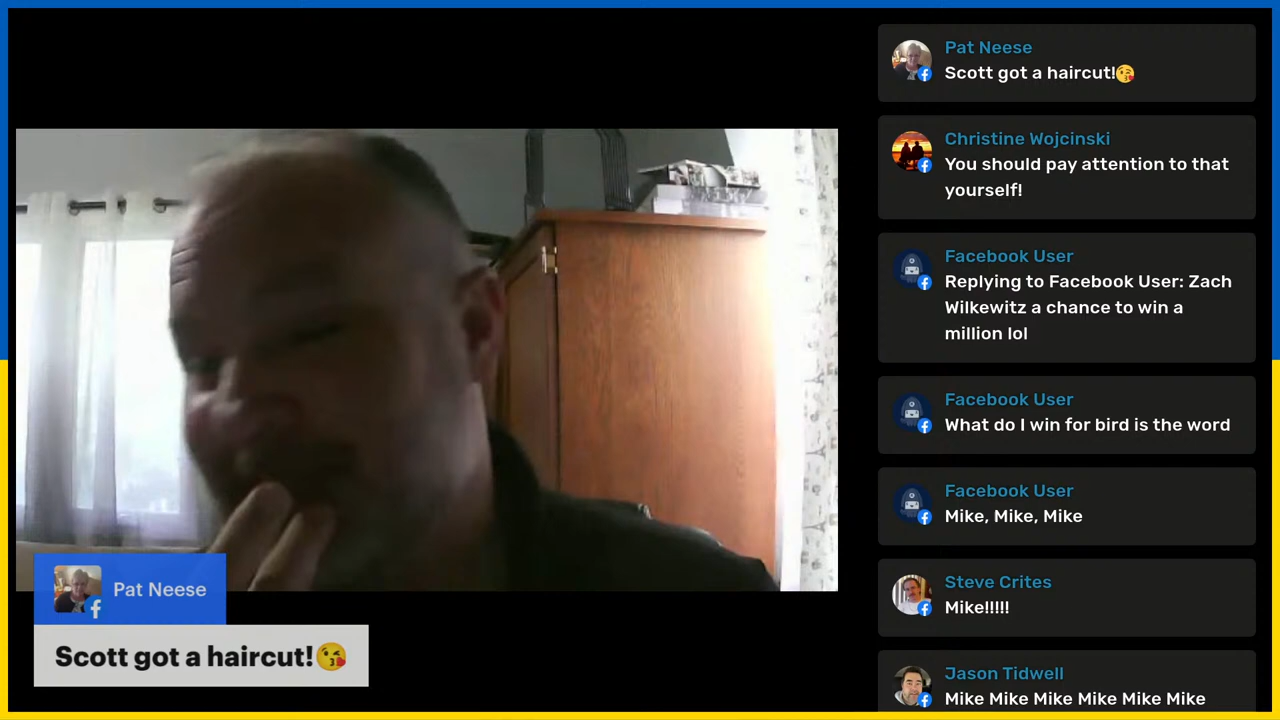 Pat Neese
Scott got a haircut!😘
Christine Wojcinski
You should pay attention to that
yourself!
Facebook User
Replying to Facebook User: Zach
Wilkewitz a chance to win a
million lol
Facebook User
What do I win for bird is the word
Facebook User
Mike, Mike, Mike
Steve Crites
Mike!!!!!
Jason Tidwell
Mike Mike Mike Mike Mike Mike
Pat Neese
Scott got a haircut!😘